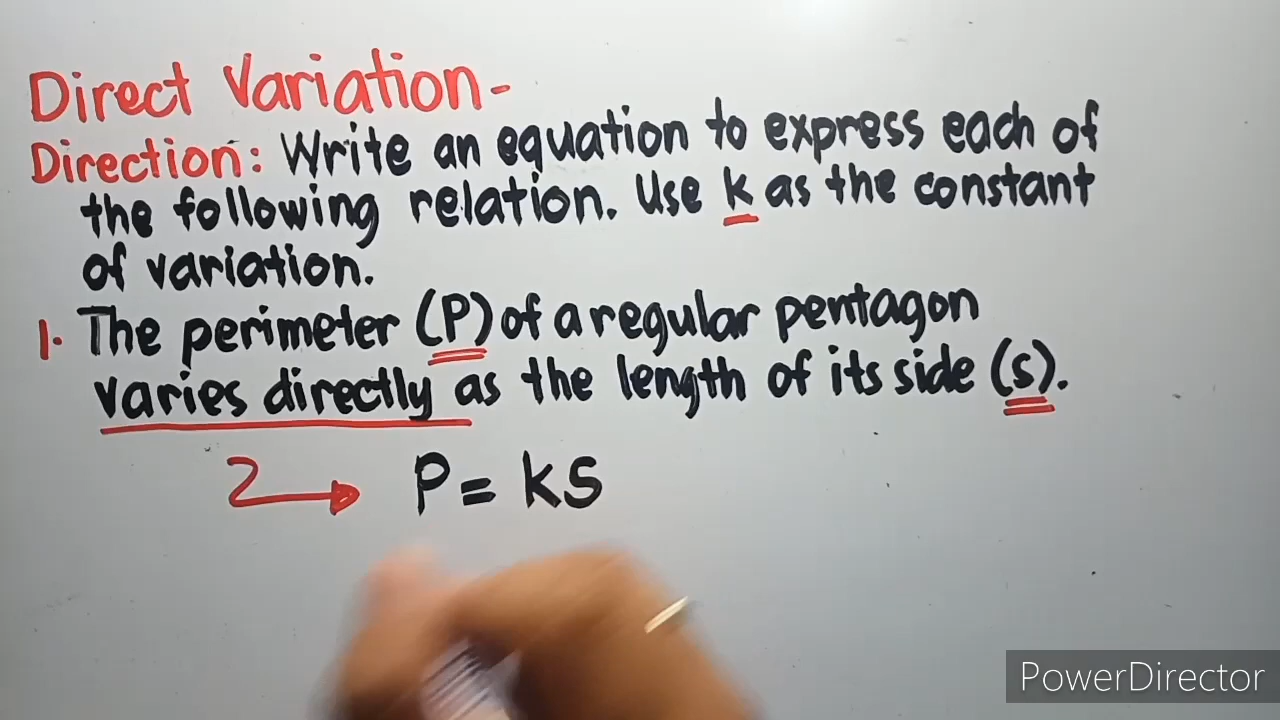 Direct Variation-
Direction: Write an equation to express each of
the following relation. Use k as the constant
of variation.
1. The perimeter (P) of a regular pentagon
varies directly as the length of its side (s).
P = ks
PowerDirector